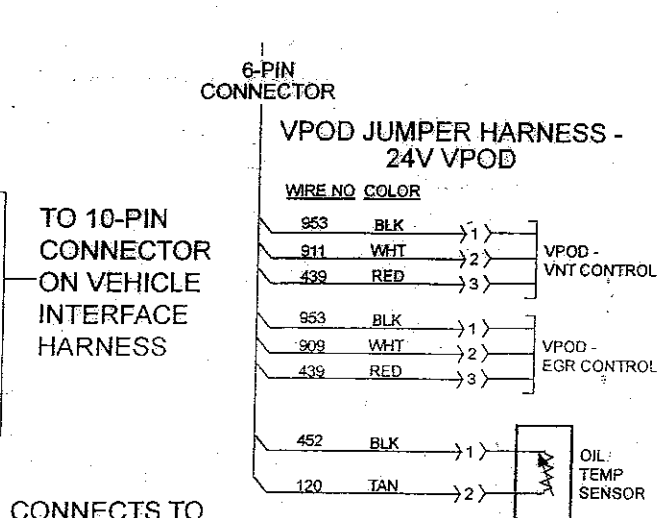 6-PIN
CONNECTOR
VPOD JUMPER HARNESS -
24V VPOD
WIRE NO COLOR
TO 10-PIN
CONNECTOR
ON VEHICLE
INTERFACE
HARNESS
953 BLK 1
911 WHT 2
439 RED 3
VPOD -
VNT CONTROL
953 BLK 1
909 WHT 2
439 RED 3
VPOD -
EGR CONTROL
452 BLK 1
120 TAN 2
OIL
TEMP
SENSOR
CONNECTS TO